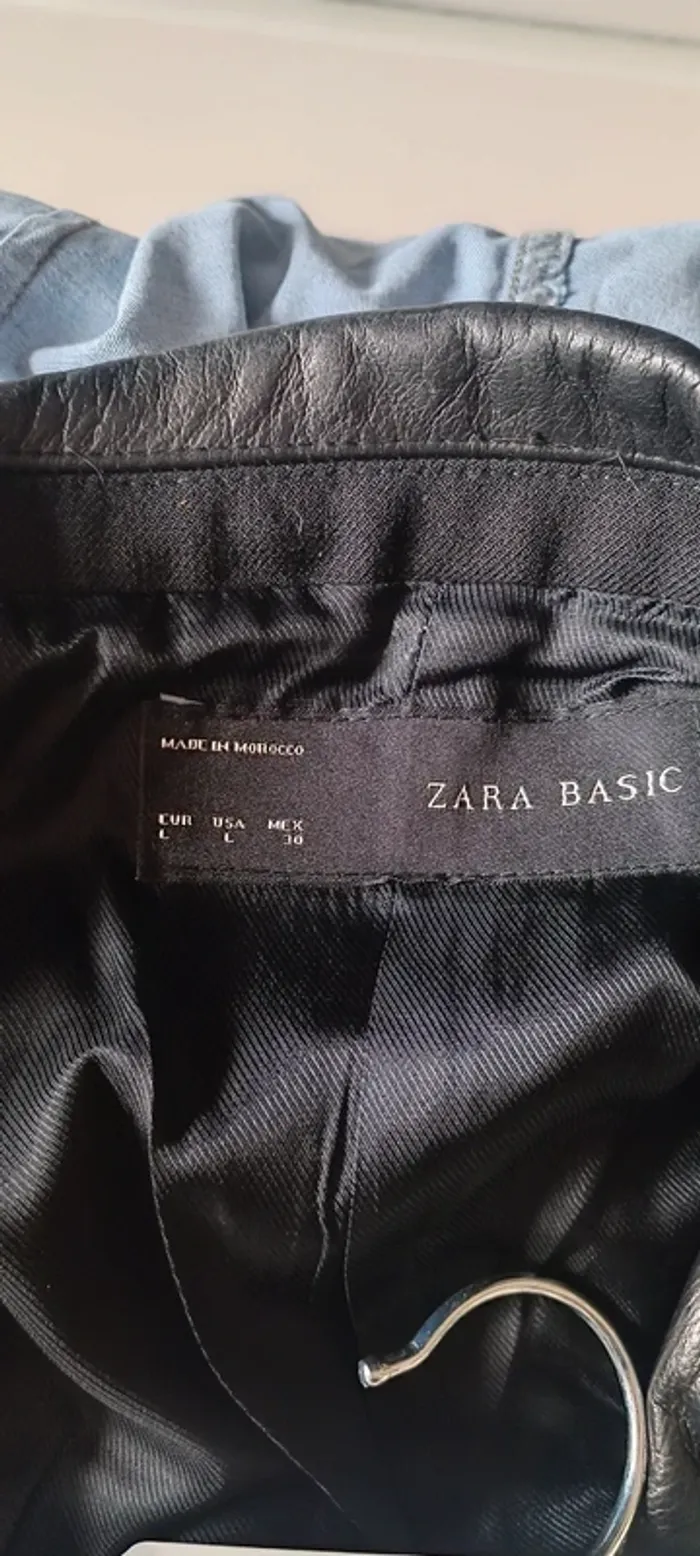 MADE IN MOROCCO
ZARA BASIC
EUR USA MEX
L L 30